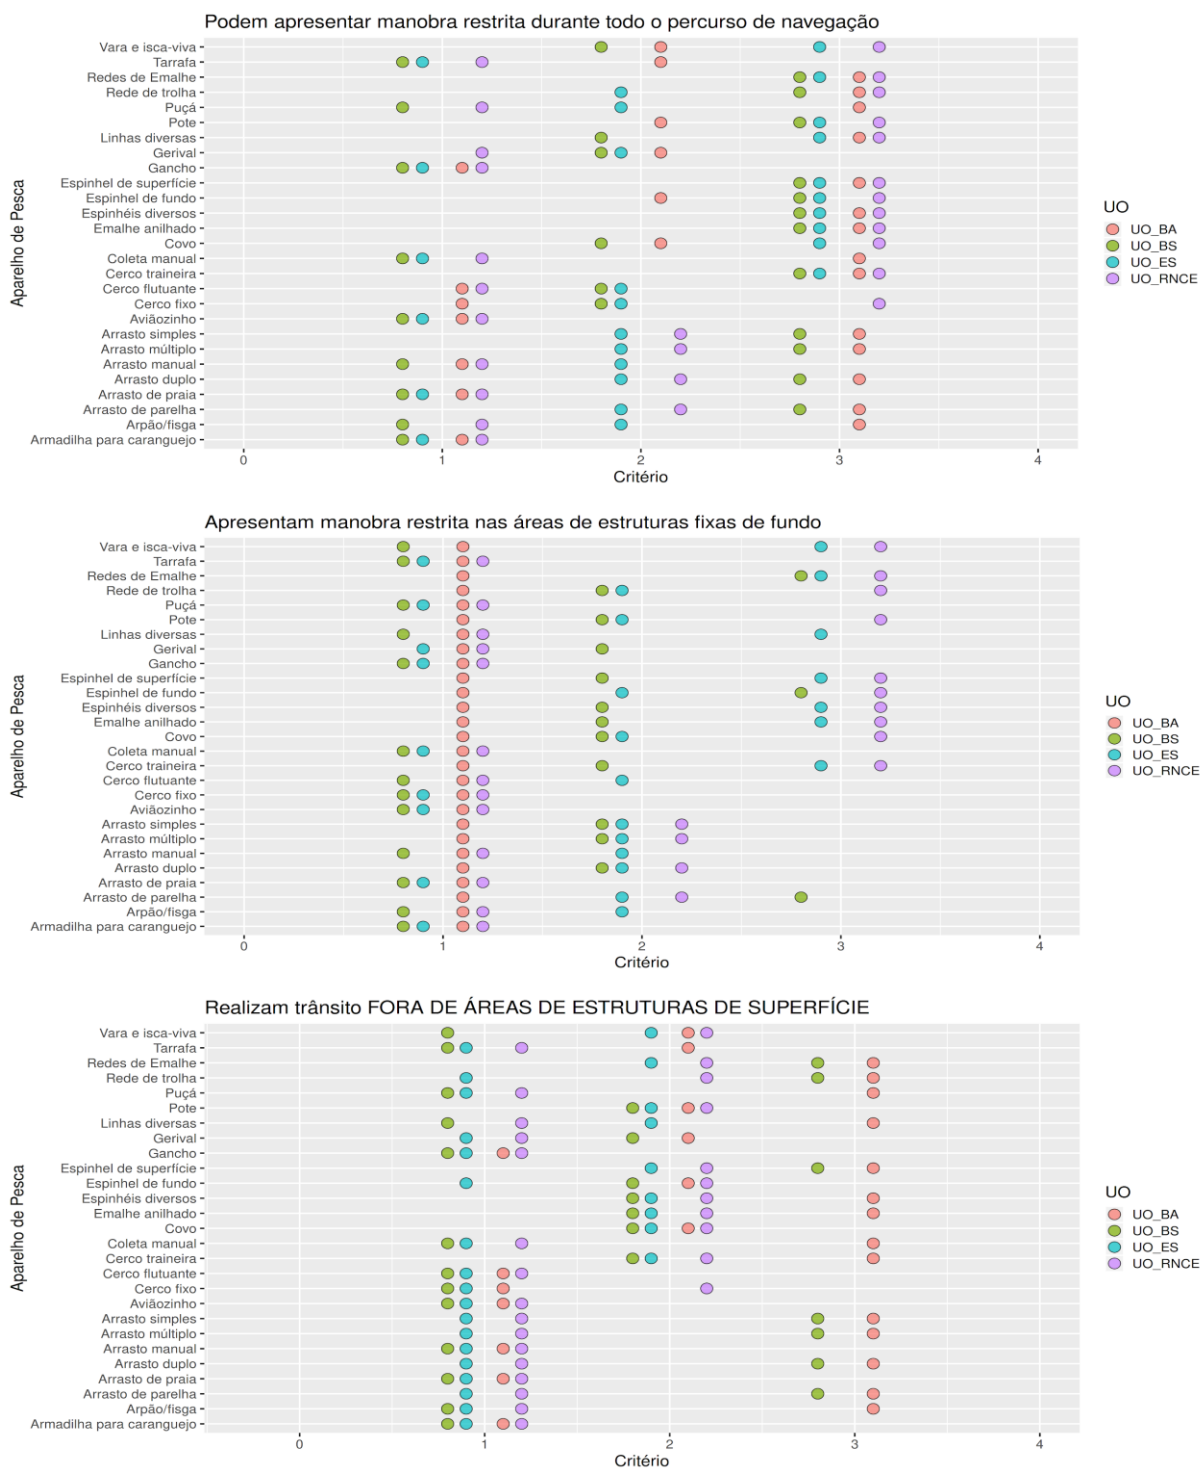 Podem apresentar manobra restrita durante todo o percurso de navegação
Aparelho de Pesca
Vara e isca-viva
Tarrafa
Redes de Emalhe
Rede de trolha
Puçá
Pote
Linhas diversas
Gerival
Gancho
Espinhel de superfície
Espinhel de fundo
Espinhéis diversos
Emalhe anilhado
Covo
Coleta manual
Cerco traineira
Cerco flutuante
Cerco fixo
Aviãozinho
Arrasto simples
Arrasto múltiplo
Arrasto manual
Arrasto duplo
Arrasto de praia
Arrasto de parelha
Arpão/fisga
Armadilha para caranguejo
0 1 2 3 4
Critério
UO
UO_BA
UO_BS
UO_ES
UO_RNCE
Apresentam manobra restrita nas áreas de estruturas fixas de fundo
Aparelho de Pesca
Vara e isca-viva
Tarrafa
Redes de Emalhe
Rede de trolha
Puçá
Pote
Linhas diversas
Gerival
Gancho
Espinhel de superfície
Espinhel de fundo
Espinhéis diversos
Emalhe anilhado
Covo
Coleta manual
Cerco traineira
Cerco flutuante
Cerco fixo
Aviãozinho
Arrasto simples
Arrasto múltiplo
Arrasto manual
Arrasto duplo
Arrasto de praia
Arrasto de parelha
Arpão/fisga
Armadilha para caranguejo
0 1 2 3 4
Critério
UO
UO_BA
UO_BS
UO_ES
UO_RNCE
Realizam trânsito FORA DE ÁREAS DE ESTRUTURAS DE SUPERFÍCIE
Aparelho de Pesca
Vara e isca-viva
Tarrafa
Redes de Emalhe
Rede de trolha
Puçá
Pote
Linhas diversas
Gerival
Gancho
Espinhel de superfície
Espinhel de fundo
Espinhéis diversos
Emalhe anilhado
Covo
Coleta manual
Cerco traineira
Cerco flutuante
Cerco fixo
Aviãozinho
Arrasto simples
Arrasto múltiplo
Arrasto manual
Arrasto duplo
Arrasto de praia
Arrasto de parelha
Arpão/fisga
Armadilha para caranguejo
0 1 2 3 4
Critério
UO
UO_BA
UO_BS
UO_ES
UO_RNCE